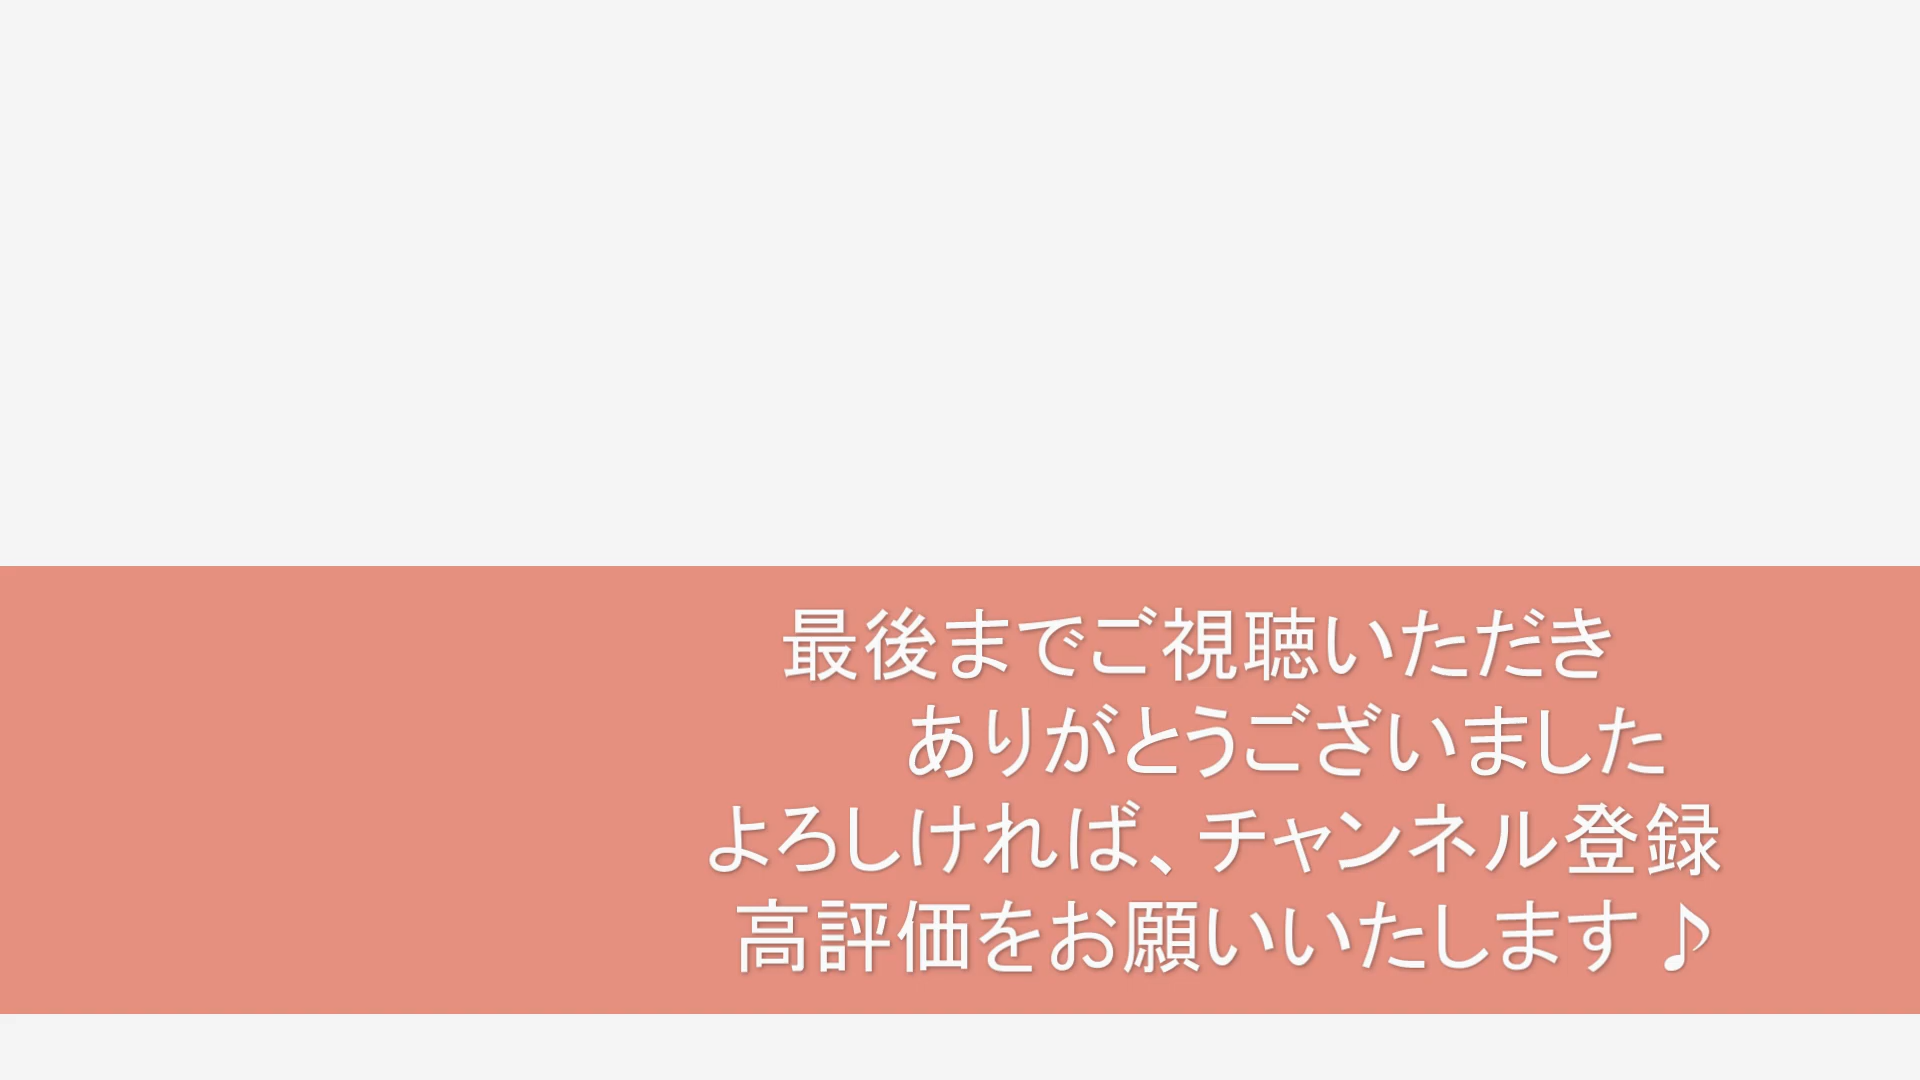 最後までご視聴いただき
ありがとうございました
よろしければ、チャンネル登録
高評価をお願いいたします♪